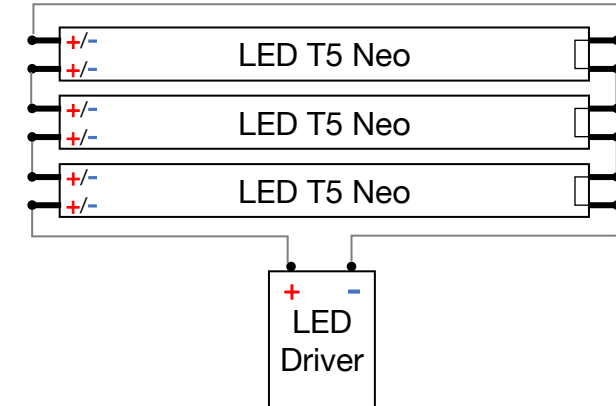 +/-
LED T5 Neo
+/-
+/-
LED T5 Neo
+/-
+/-
LED T5 Neo
+/-
+ -
LED
Driver